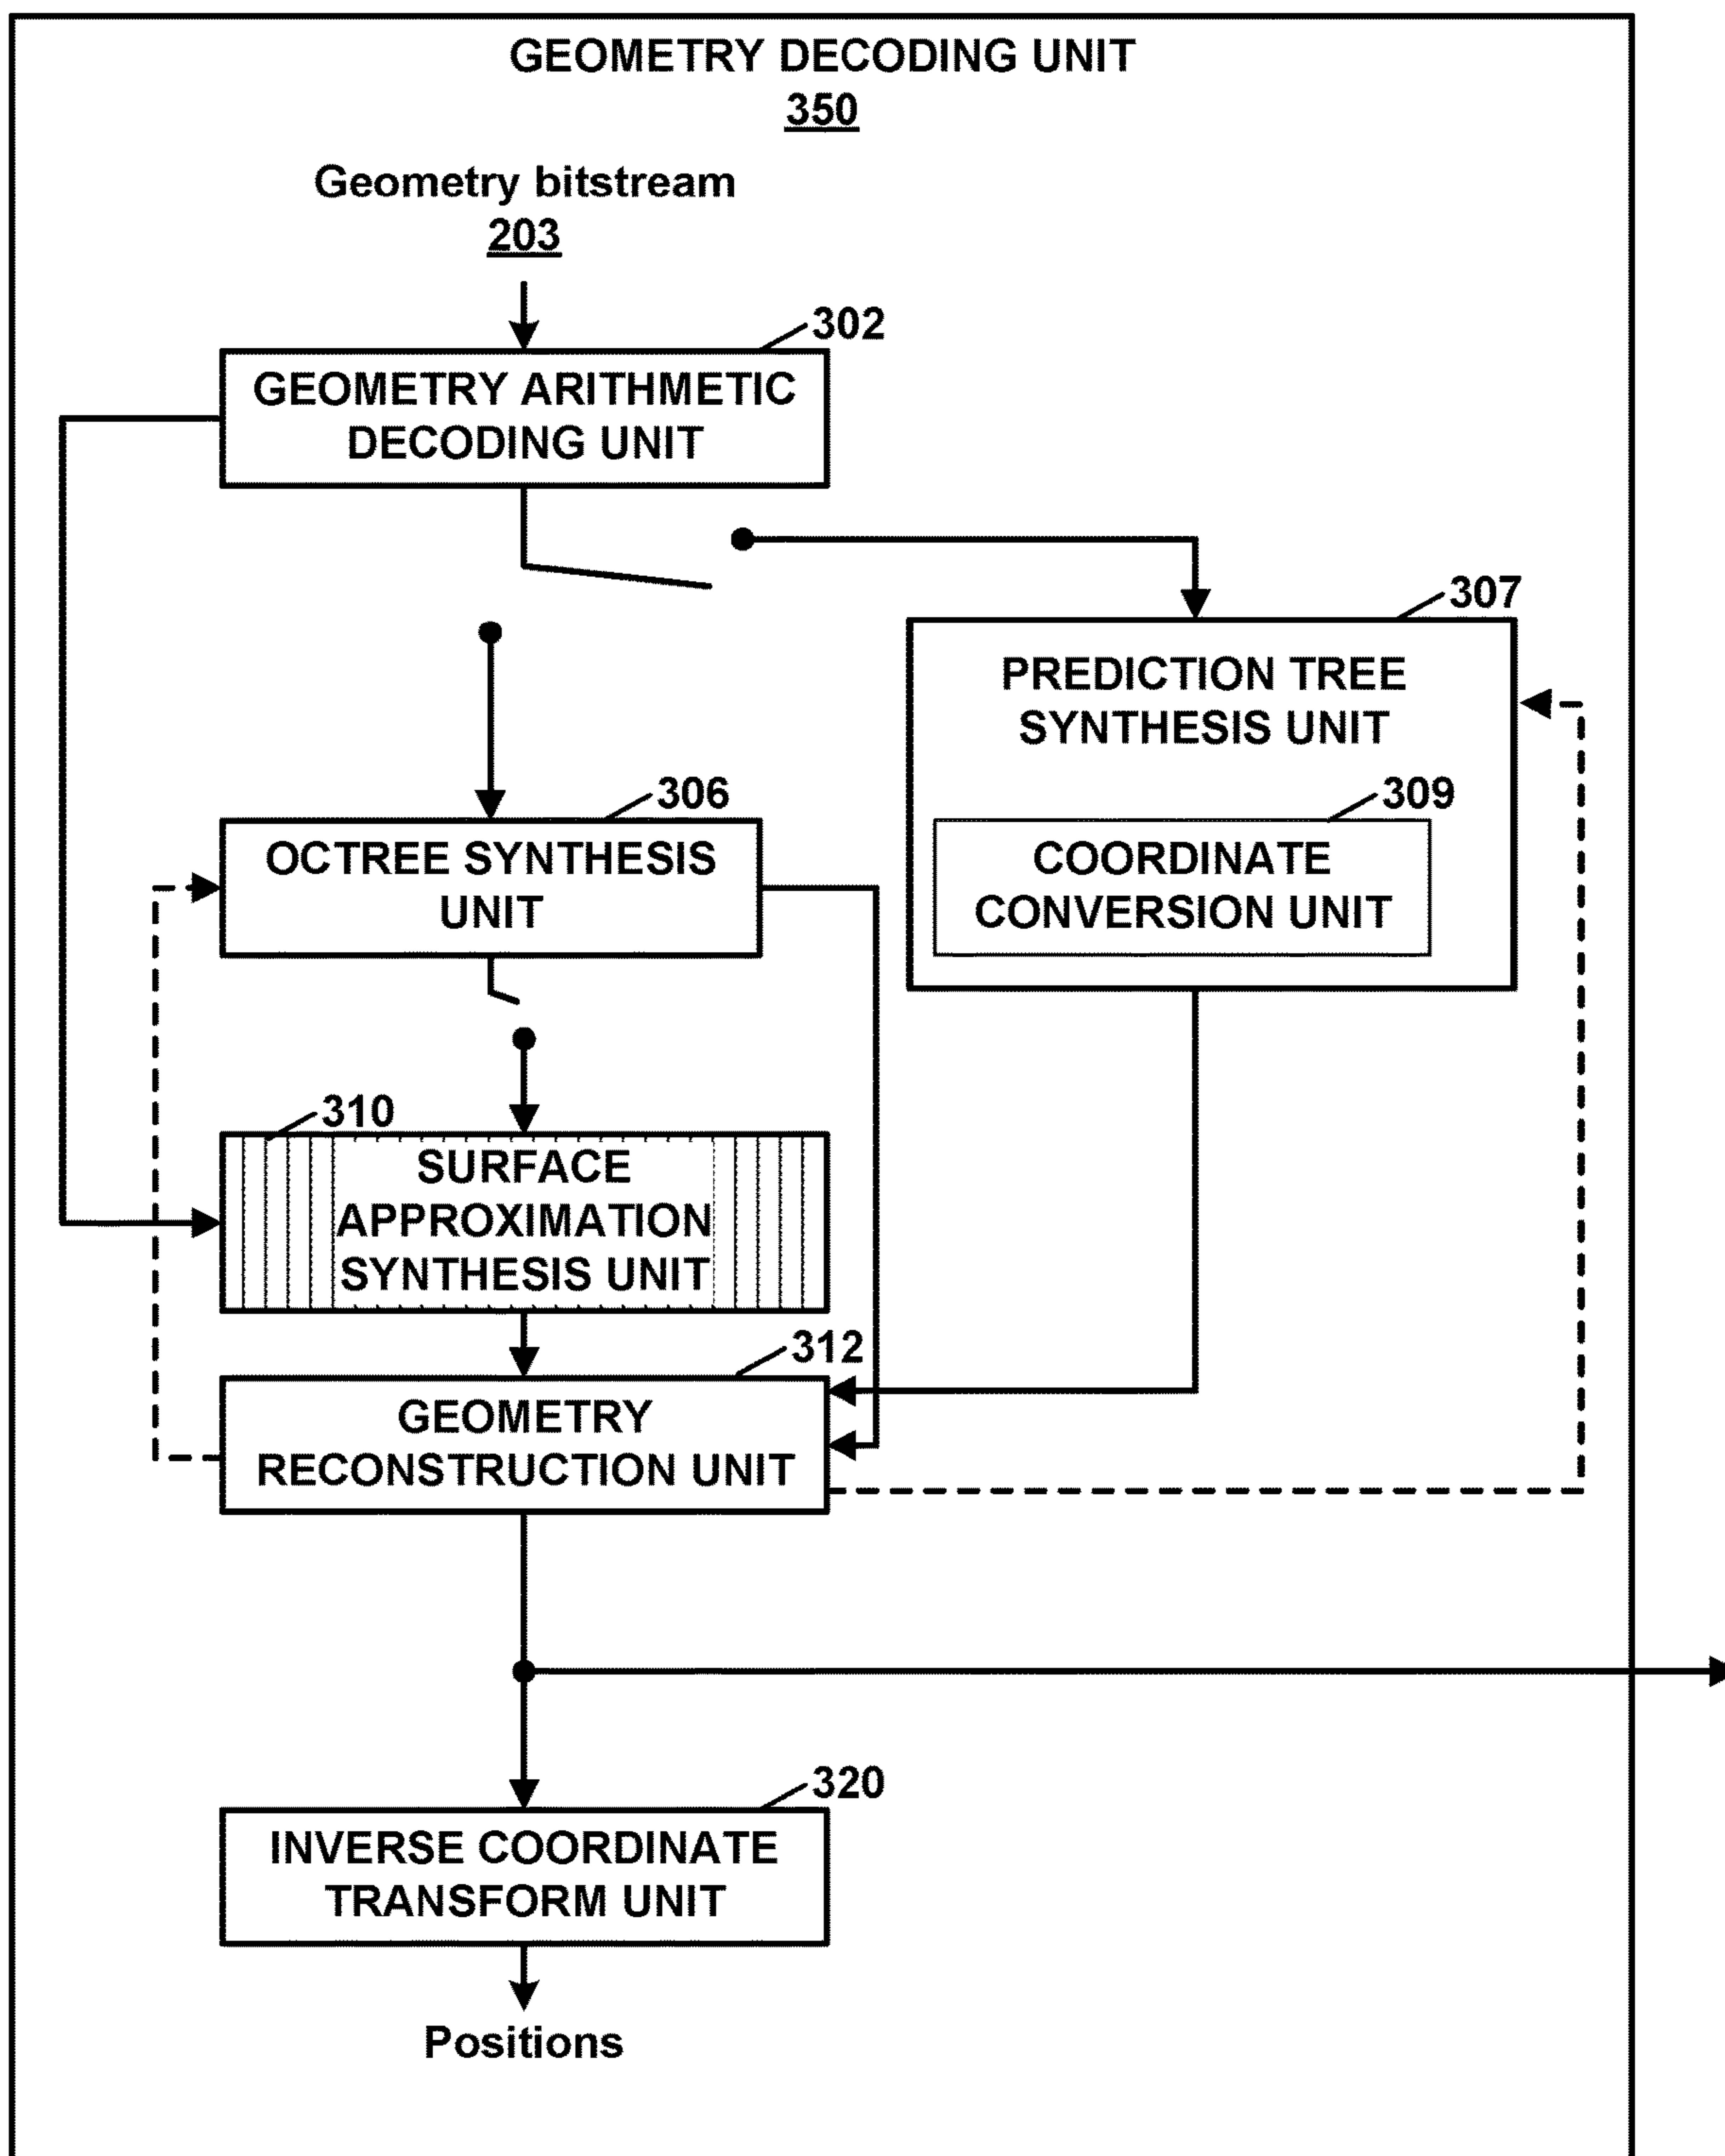 GEOMETRY DECODING UNIT
350
Geometry bitstream
203
302
GEOMETRY ARITHMETIC
DECODING UNIT
307
PREDICTION TREE
SYNTHESIS UNIT
309
COORDINATE
CONVERSION UNIT
306
OCTREE SYNTHESIS
UNIT
310
SURFACE
APPROXIMATION
SYNTHESIS UNIT
312
GEOMETRY
RECONSTRUCTION UNIT
320
INVERSE COORDINATE
TRANSFORM UNIT
Positions